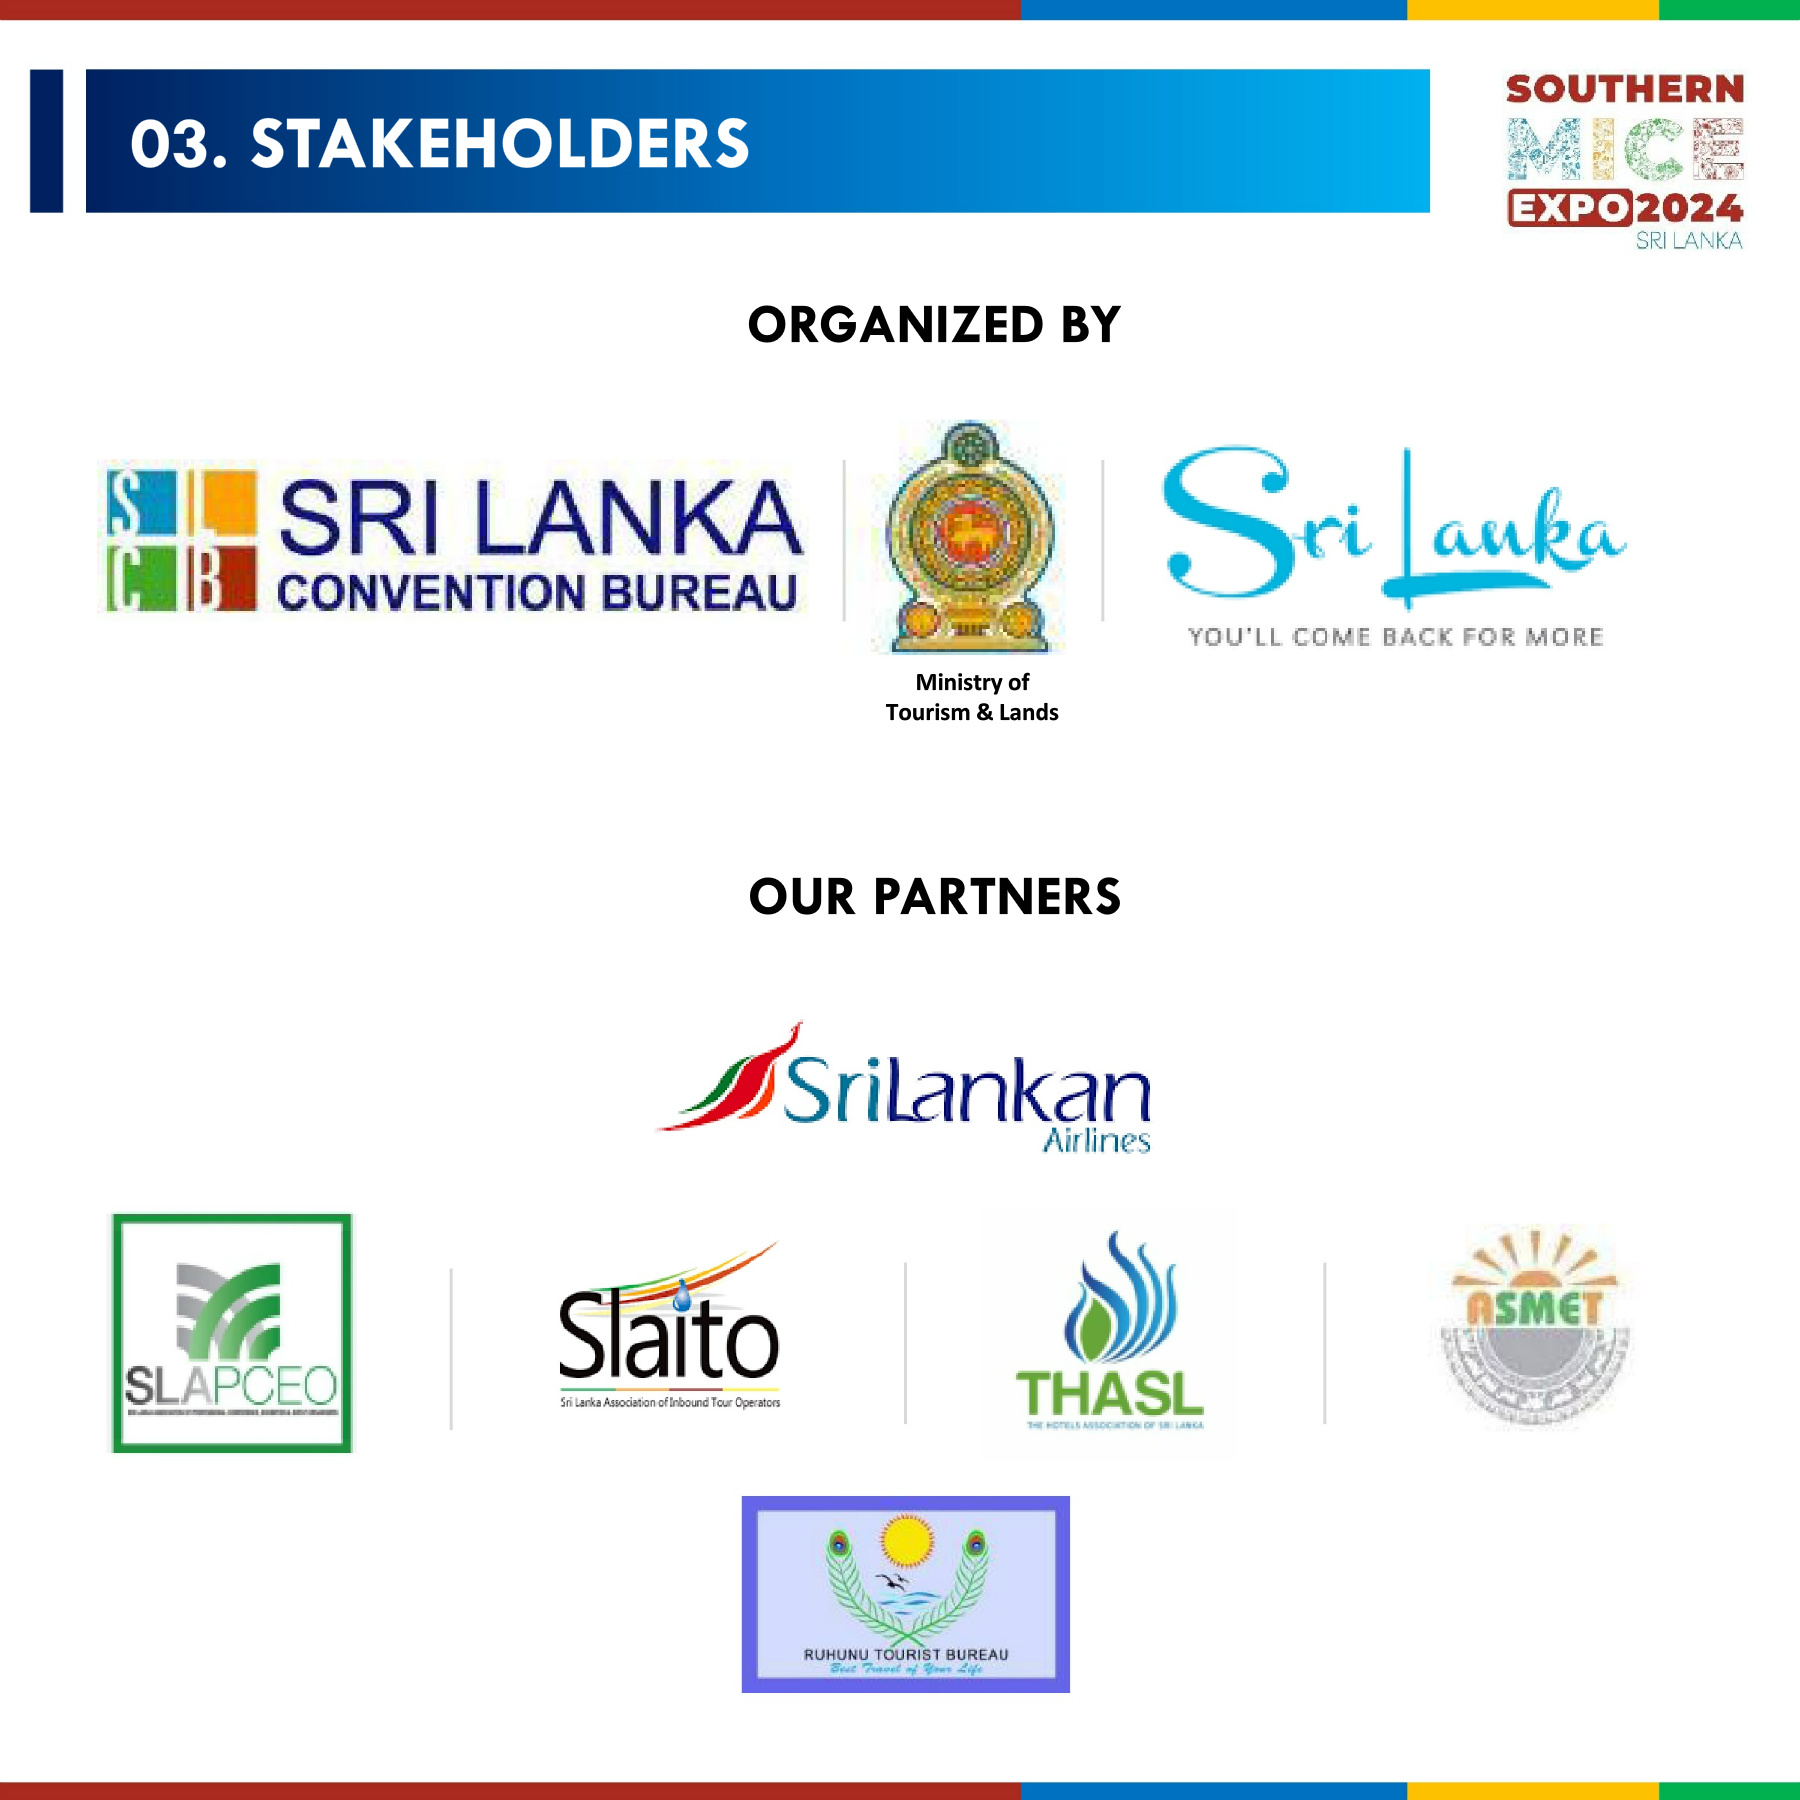 03. STAKEHOLDERS
SOUTHERN
MICE
EXPO2024
SRI LANKA
ORGANIZED BY
SL
CB
SRI LANKA
CONVENTION BUREAU
Ministry of
Tourism & Lands
Sri Lanka
YOU'LL COME BACK FOR MORE
OUR PARTNERS
SriLankan
Airlines
SLAPCEO
Slaito
Sri Lanka Association of Inbound Tour Operators
THASL
THE HOTELS ASSOCIATION OF SRI LANKA
ASMET
RUHUNU TOURIST BUREAU
Best Travel of Your Life